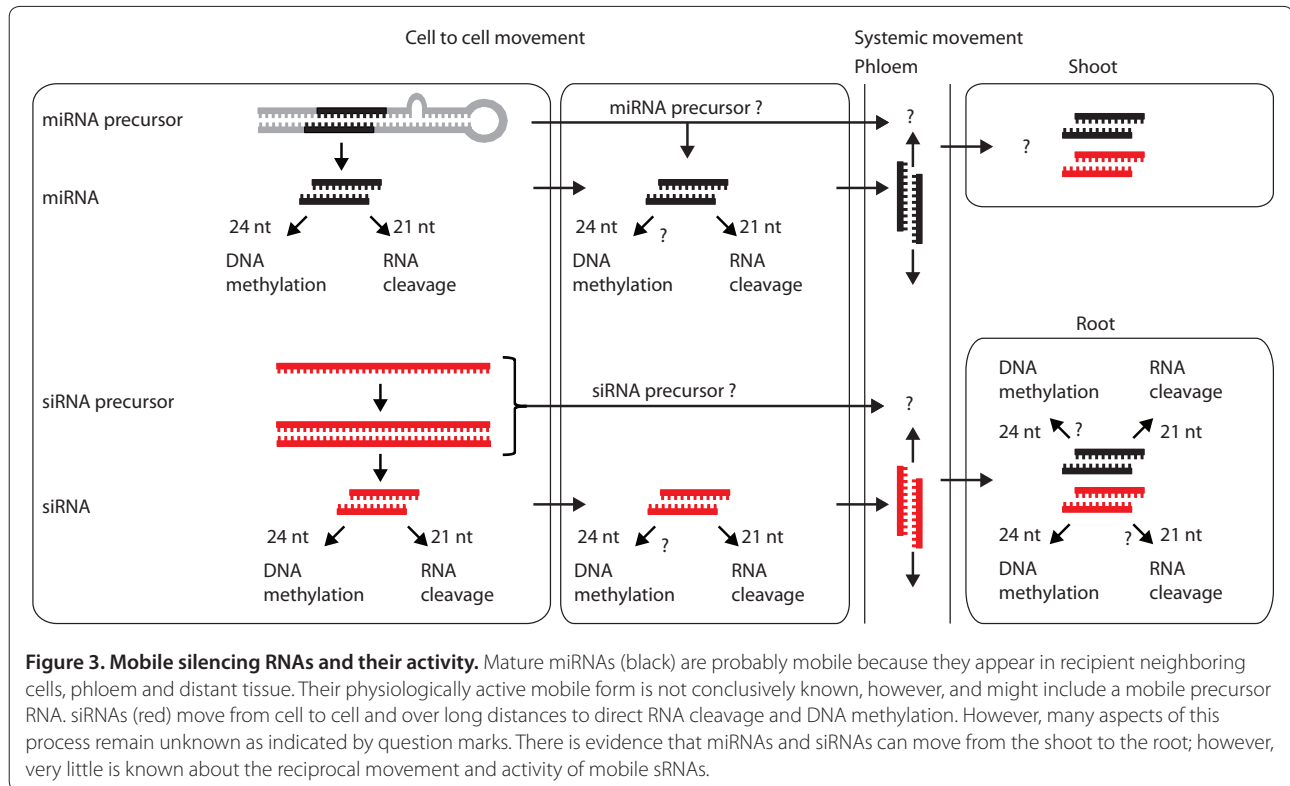 Cell to cell movement
Systemic movement
Phloem
Shoot
miRNA precursor
miRNA precursor ?
?
?
miRNA
24 nt
21 nt
DNA
methylation
RNA
cleavage
24 nt
?
21 nt
DNA
methylation
RNA
cleavage
Root
siRNA precursor
siRNA precursor ?
?
siRNA
24 nt
21 nt
DNA
methylation
RNA
cleavage
24 nt
?
21 nt
DNA
methylation
RNA
cleavage
DNA
methylation
RNA
cleavage
24 nt
?
21 nt
24 nt
?
21 nt
DNA
methylation
RNA
cleavage
Figure 3. Mobile silencing RNAs and their activity. Mature miRNAs (black) are probably mobile because they appear in recipient neighboring
cells, phloem and distant tissue. Their physiologically active mobile form is not conclusively known, however, and might include a mobile precursor
RNA. siRNAs (red) move from cell to cell and over long distances to direct RNA cleavage and DNA methylation. However, many aspects of this
process remain unknown as indicated by question marks. There is evidence that miRNAs and siRNAs can move from the shoot to the root; however,
very little is known about the reciprocal movement and activity of mobile sRNAs.